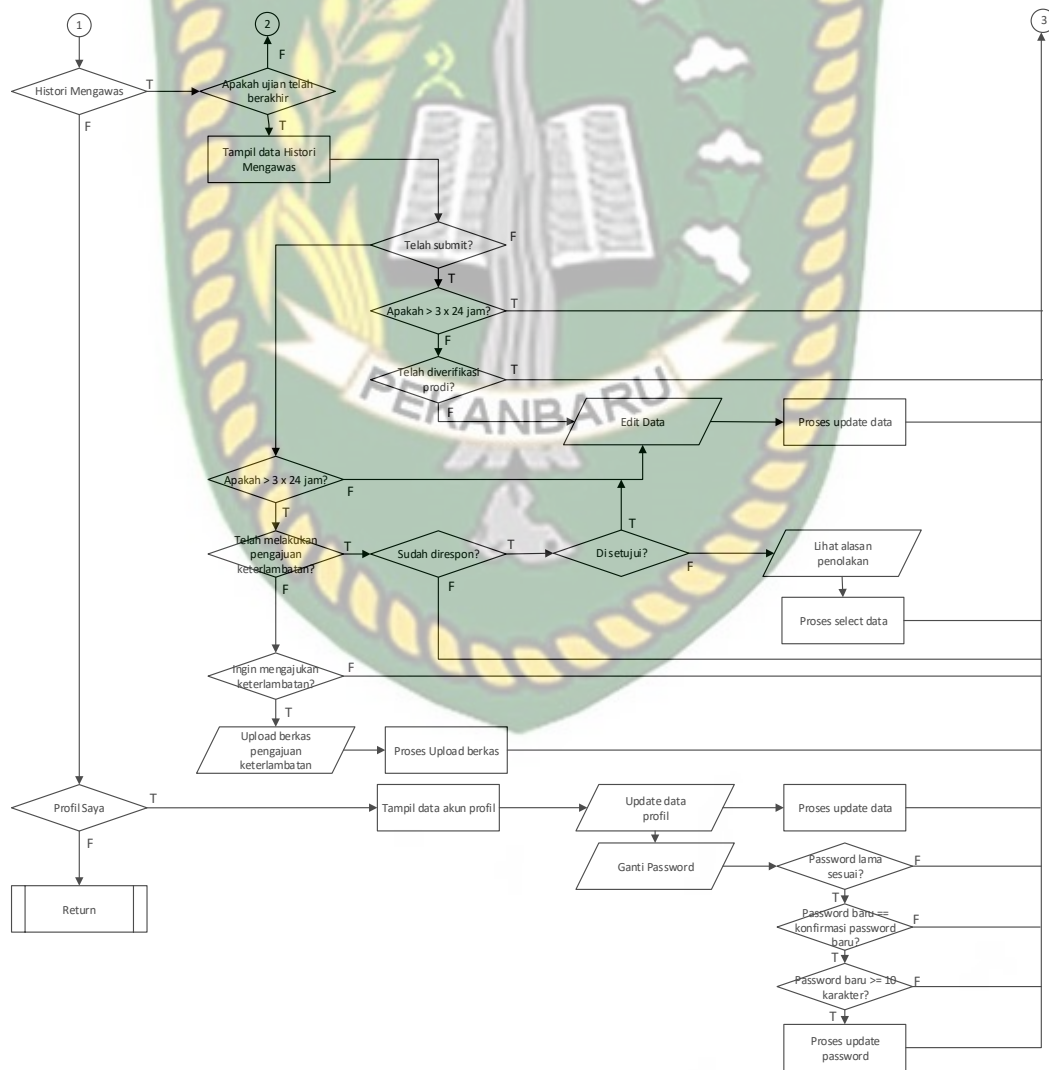 1
2
3
F
Histori Mengawas
T
Apakah ujian telah
berakhir
F
T
Tampil data Histori
Mengawas
Telah submit?
F
T
Apakah > 3 x 24 jam?
T
F
Telah diverifikasi
prodi?
T
F
PEKANBARU
Edit Data
Proses update data
Apakah > 3 x 24 jam?
F
T
T
Telah melakukan
pengajuan
keterlambatan?
T
Sudah direspon?
T
Di setujui?
F
Lihat alasan
penolakan
F
F
Proses select data
Ingin mengajukan
keterlambatan?
F
T
Upload berkas
pengajuan
keterlambatan
Proses Upload berkas
Profil Saya
T
Tampil data akun profil
Update data
profil
Proses update data
F
Ganti Password
Password lama
sesuai?
F
T
Return
Password baru ==
konfirmasi password
baru?
F
T
Password baru >= 10
karakter?
F
T
Proses update
password